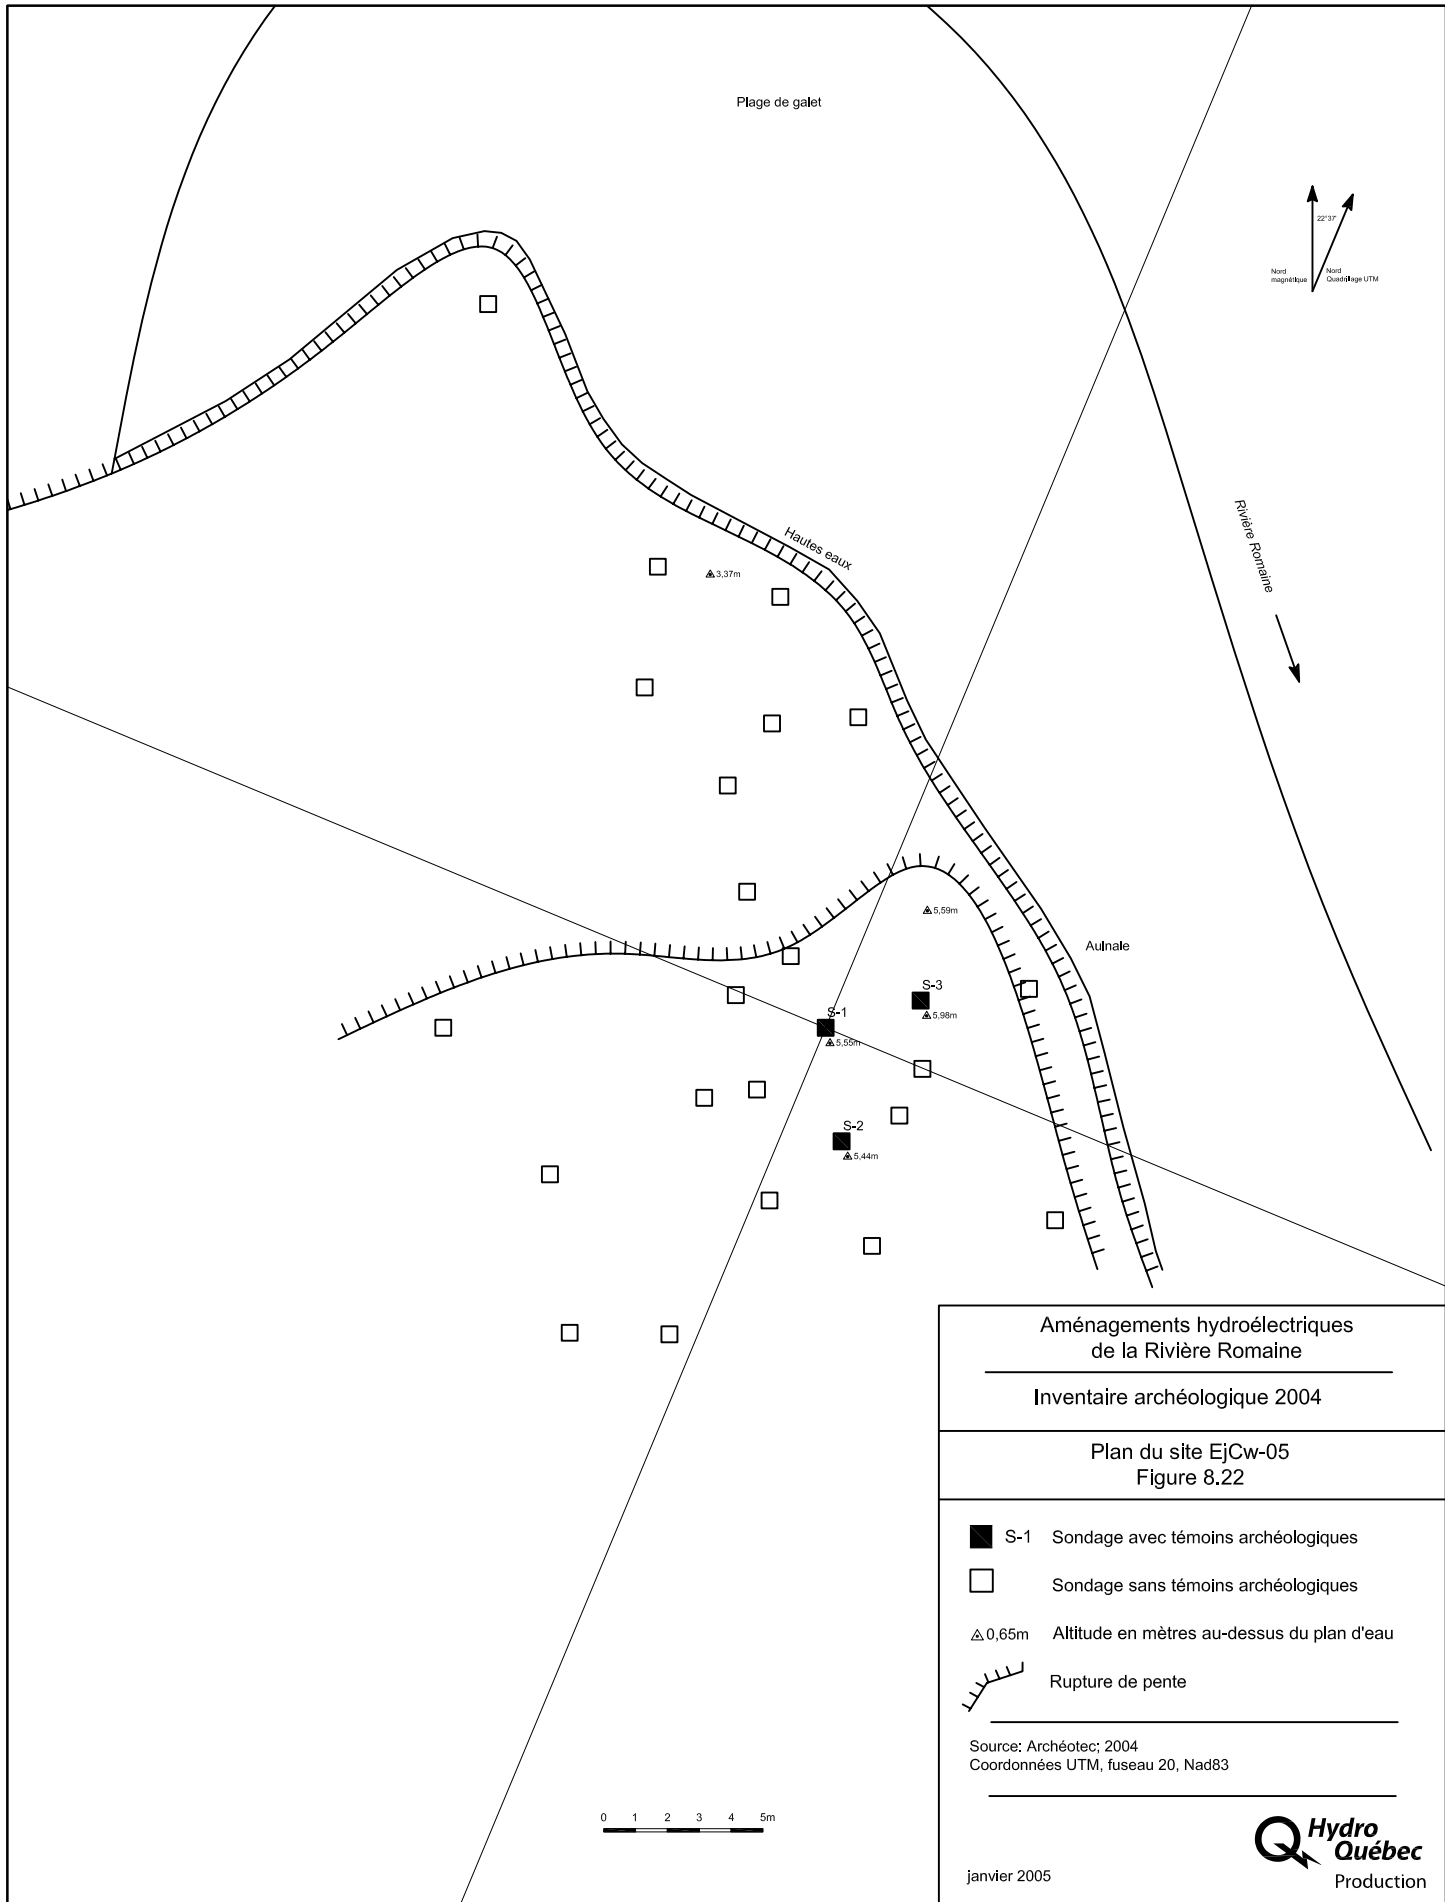 Plage de galet
22°37'
Nord
magnétique
Nord
Quadrillage UTM
Rivière Romaine
Hautes eaux
3,37m
5,59m
Aulnaie
S-3
5,98m
S-1
5,55m
S-2
5,44m
Aménagements hydroélectriques
de la Rivière Romaine
Inventaire archéologique 2004
Plan du site EjCw-05
Figure 8.22
S-1 Sondage avec témoins archéologiques
Sondage sans témoins archéologiques
0,65m Altitude en mètres au-dessus du plan d'eau
Rupture de pente
Source: Archéotec; 2004
Coordonnées UTM, fuseau 20, Nad83
0 1 2 3 4 5m
Hydro
Québec
Production
janvier 2005